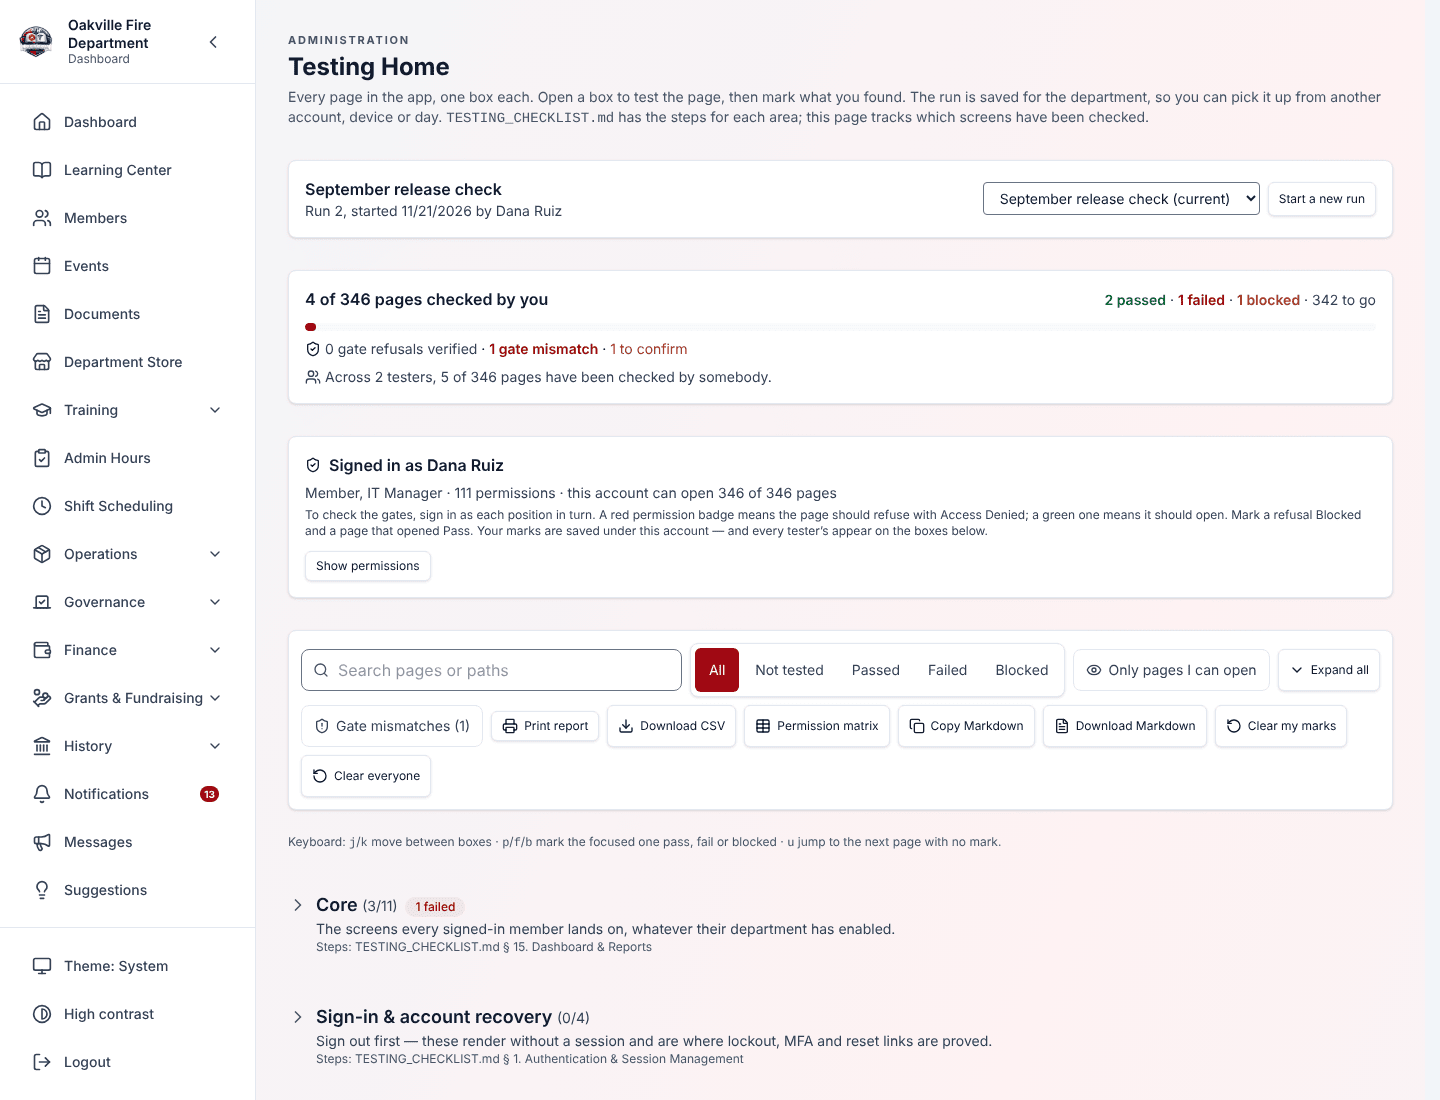 Oakville Fire
Department
Dashboard
Dashboard
Learning Center
Members
Events
Documents
Department Store
Training
Admin Hours
Shift Scheduling
Operations
Governance
Finance
Grants & Fundraising
History
Notifications 13
Messages
Suggestions
Theme: System
High contrast
Logout
ADMINISTRATION
Testing Home
Every page in the app, one box each. Open a box to test the page, then mark what you found. The run is saved for the department, so you can pick it up from another
account, device or day. TESTING_CHECKLIST.md has the steps for each area; this page tracks which screens have been checked.
September release check
Run 2, started 11/21/2026 by Dana Ruiz
September release check (current)
Start a new run
4 of 346 pages checked by you
2 passed · 1 failed · 1 blocked · 342 to go
0 gate refusals verified · 1 gate mismatch · 1 to confirm
Across 2 testers, 5 of 346 pages have been checked by somebody.
Signed in as Dana Ruiz
Member, IT Manager · 111 permissions · this account can open 346 of 346 pages
To check the gates, sign in as each position in turn. A red permission badge means the page should refuse with Access Denied; a green one means it should open. Mark a refusal Blocked
and a page that opened Pass. Your marks are saved under this account — and every tester's appear on the boxes below.
Show permissions
Search pages or paths
All Not tested Passed Failed Blocked
Only pages I can open
Expand all
Gate mismatches (1)
Print report
Download CSV
Permission matrix
Copy Markdown
Download Markdown
Clear my marks
Clear everyone
Keyboard: j/k move between boxes · p/f/b mark the focused one pass, fail or blocked · u jump to the next page with no mark.
Core (3/11) 1 failed
The screens every signed-in member lands on, whatever their department has enabled.
Steps: TESTING_CHECKLIST.md § 15. Dashboard & Reports
Sign-in & account recovery (0/4)
Sign out first — these render without a session and are where lockout, MFA and reset links are proved.
Steps: TESTING_CHECKLIST.md § 1. Authentication & Session Management